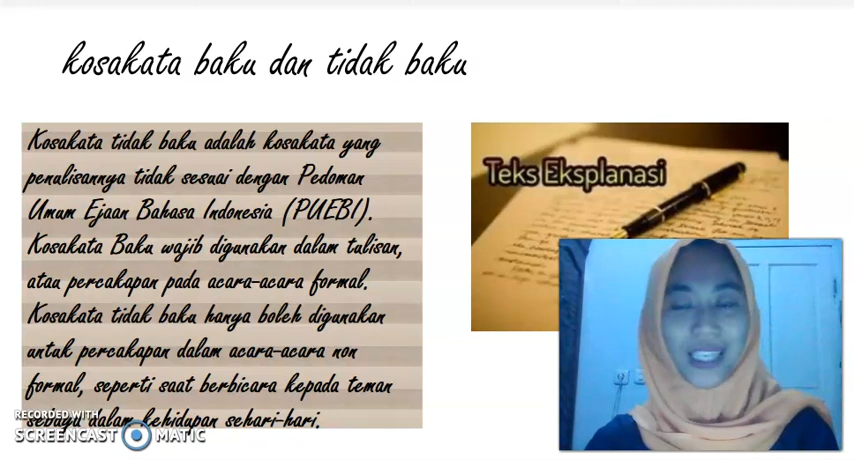 kosakata baku dan tidak baku
Kosakata tidak baku adalah kosakata yang
penulisannya tidak sesuai dengan Pedoman
Umum Ejaan Bahasa Indonesia (PUEBI).
Kosakata Baku wajib digunakan dalam tulisan,
atau percakapan pada acara-acara formal.
Kosakata tidak baku hanya boleh digunakan
untuk percakapan dalam acara-acara non
formal, seperti saat berbicara kepada teman
sebaya dalam kehidupan sehari-hari.
Teks Eksplanasi
RECORDED WITH
SCREENCAST MATIC